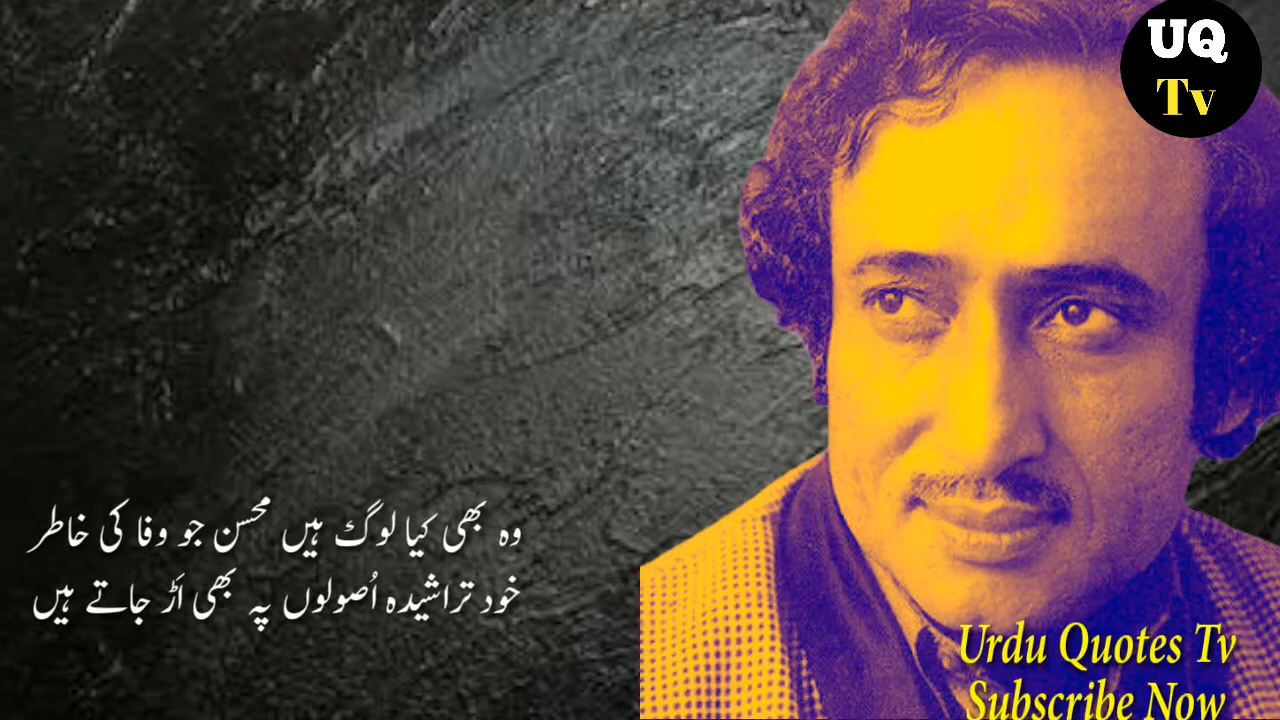 UQ
Tv
وہ بھی کیا لوگ ہیں محسن جو وفا کی خاطر
خود تراشیدہ اُصولوں پہ بھی اَڑ جاتے ہیں
Urdu Quotes Tv
Subscribe Now